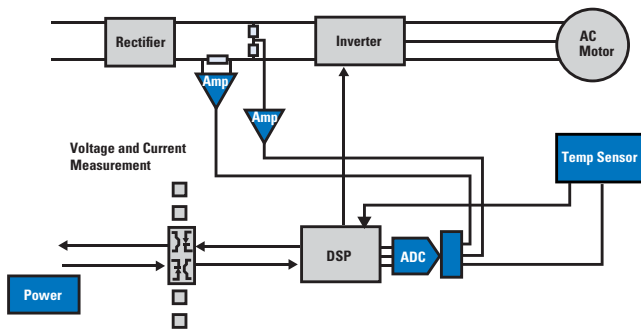 Rectifier
Inverter
AC
Motor
Amp
Amp
Voltage and Current
Measurement
Temp Sensor
DSP
ADC
Power